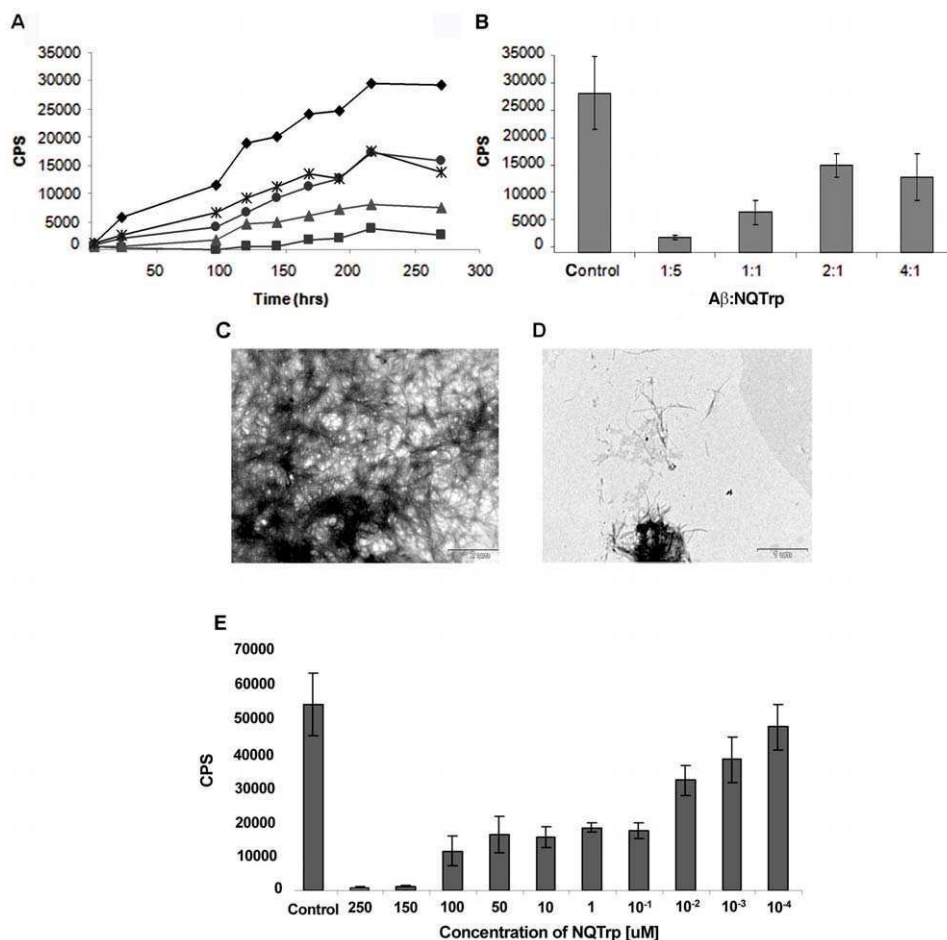 A
35000
30000
25000
20000
15000
10000
5000
0
CPS
50 100 150 200 250 300
Time (hrs)
B
35000
30000
25000
20000
15000
10000
5000
0
CPS
Control 1:5 1:1 2:1 4:1
Aβ:NQTrp
C
D
1 um
E
70000
60000
50000
40000
30000
20000
10000
0
CPS
Control 250 150 100 50 10 1 10⁻¹ 10⁻² 10⁻³ 10⁻⁴
Concentration of NQTrp [uM]